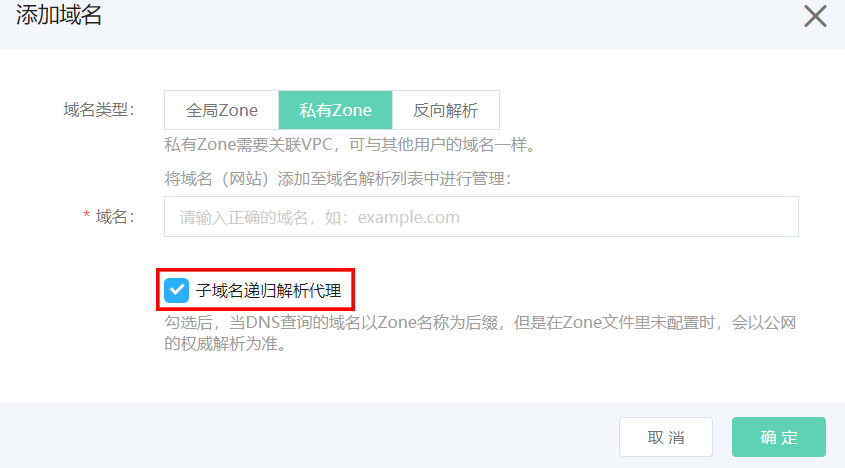 添加域名
域名类型： 全局Zone 私有Zone 反向解析
私有Zone需要关联VPC，可与其他用户的域名一样。
将域名（网站）添加至域名解析列表中进行管理：
* 域名： 请输入正确的域名，如：example.com
子域名递归解析代理
勾选后，当DNS查询的域名以Zone名称为后缀，但是在Zone文件里未配置时，会以公网
的权威解析为准。
取 消 确 定